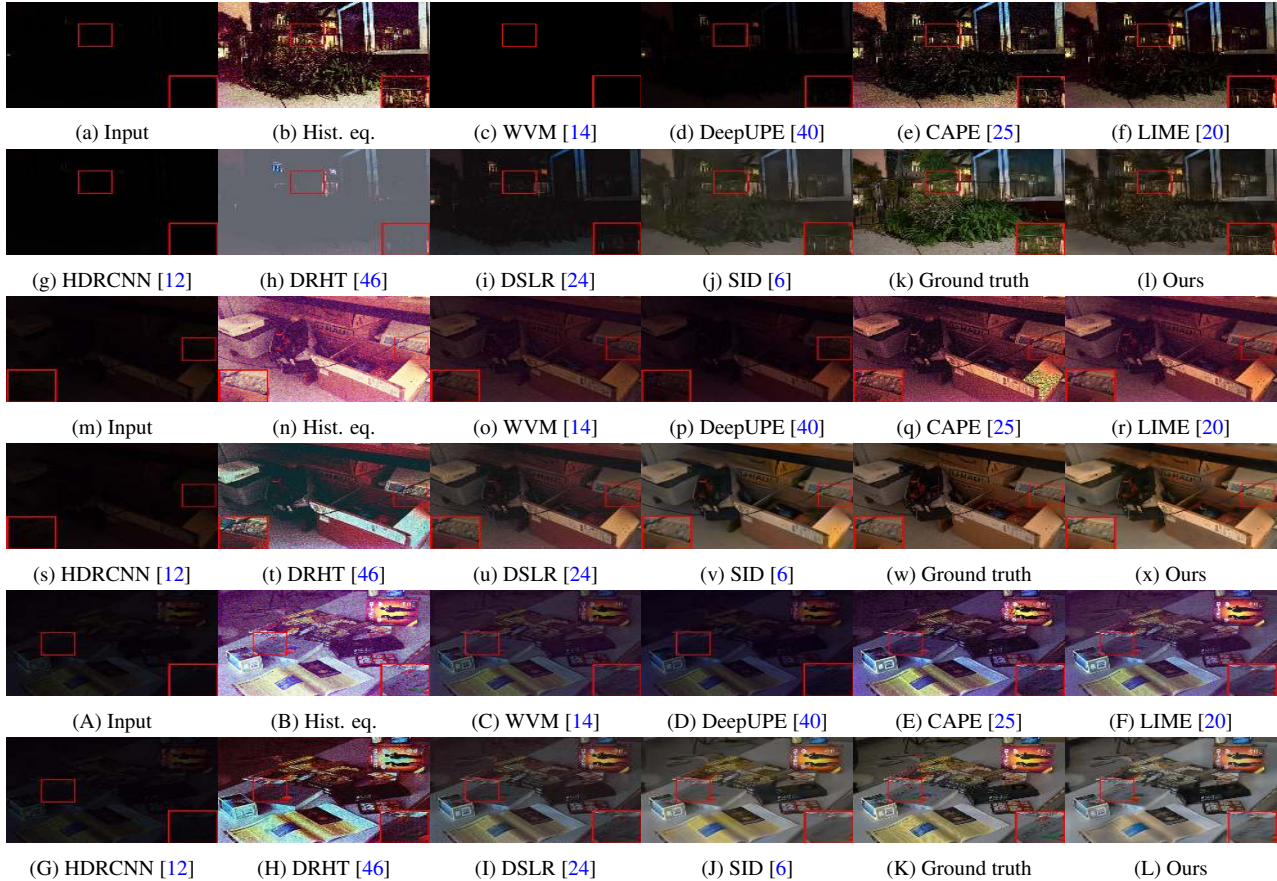 (a) Input (b) Hist. eq. (c) WVM [14] (d) DeepUPE [40] (e) CAPE [25] (f) LIME [20]
(g) HDRCNN [12] (h) DRHT [46] (i) DSLR [24] (j) SID [6] (k) Ground truth (l) Ours
(m) Input (n) Hist. eq. (o) WVM [14] (p) DeepUPE [40] (q) CAPE [25] (r) LIME [20]
(s) HDRCNN [12] (t) DRHT [46] (u) DSLR [24] (v) SID [6] (w) Ground truth (x) Ours
(A) Input (B) Hist. eq. (C) WVM [14] (D) DeepUPE [40] (E) CAPE [25] (F) LIME [20]
(G) HDRCNN [12] (H) DRHT [46] (I) DSLR [24] (J) SID [6] (K) Ground truth (L) Ours